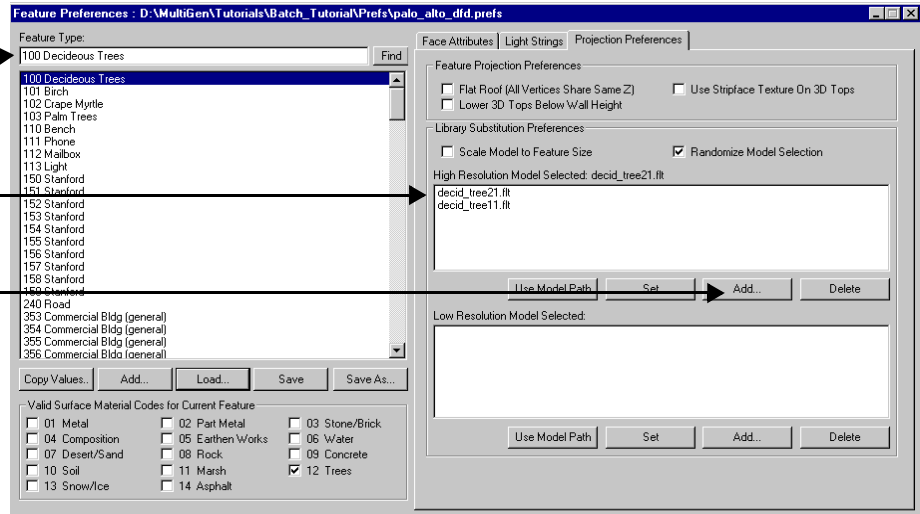 Feature Preferences : D:\MultiGen\Tutorials\Batch_Tutorial\Prefs\palo_alto_dfd.prefs
Feature Type:
100 Decideous Trees
Find
100 Decideous Trees
101 Birch
102 Crape Myrtle
103 Palm Trees
110 Bench
111 Phone
112 Mailbox
113 Light
150 Stanford
151 Stanford
152 Stanford
153 Stanford
154 Stanford
155 Stanford
156 Stanford
157 Stanford
158 Stanford
159 Stanford
240 Road
353 Commercial Bldg (general)
354 Commercial Bldg (general)
355 Commercial Bldg (general)
356 Commercial Bldg (general)
Copy Values.. Add... Load... Save Save As...
Valid Surface Material Codes for Current Feature
01 Metal 02 Part Metal 03 Stone/Brick
04 Composition 05 Earthen Works 06 Water
07 Desert/Sand 08 Rock 09 Concrete
10 Soil 11 Marsh 12 Trees
13 Snow/Ice 14 Asphalt
Face Attributes Light Strings Projection Preferences
Feature Projection Preferences
Flat Roof (All Vertices Share Same Z) Use Stripface Texture On 3D Tops
Lower 3D Tops Below Wall Height
Library Substitution Preferences
Scale Model to Feature Size Randomize Model Selection
High Resolution Model Selected: decid_tree21.flt
decid_tree21.flt
decid_tree11.flt
Use Model Path Set Add... Delete
Low Resolution Model Selected:
Use Model Path Set Add... Delete